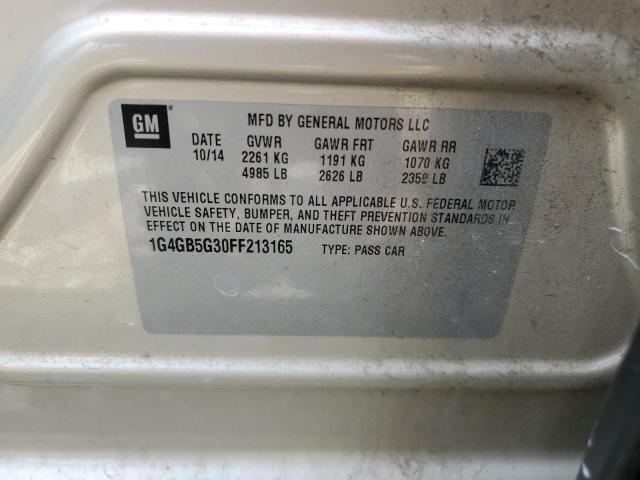 GM
MFD BY GENERAL MOTORS LLC
DATE GVWR GAWR FRT GAWR RR
10/14 2261 KG 1191 KG 1070 KG
4985 LB 2626 LB 2359 LB
THIS VEHICLE CONFORMS TO ALL APPLICABLE U.S. FEDERAL MOTOR
VEHICLE SAFETY, BUMPER, AND THEFT PREVENTION STANDARDS IN
EFFECT ON THE DATE OF MANUFACTURE SHOWN ABOVE.
1G4GB5G30FF213165 TYPE: PASS CAR